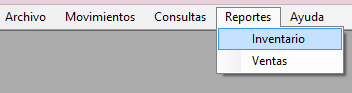 Archivo Movimientos Consultas Reportes Ayuda
Inventario
Ventas